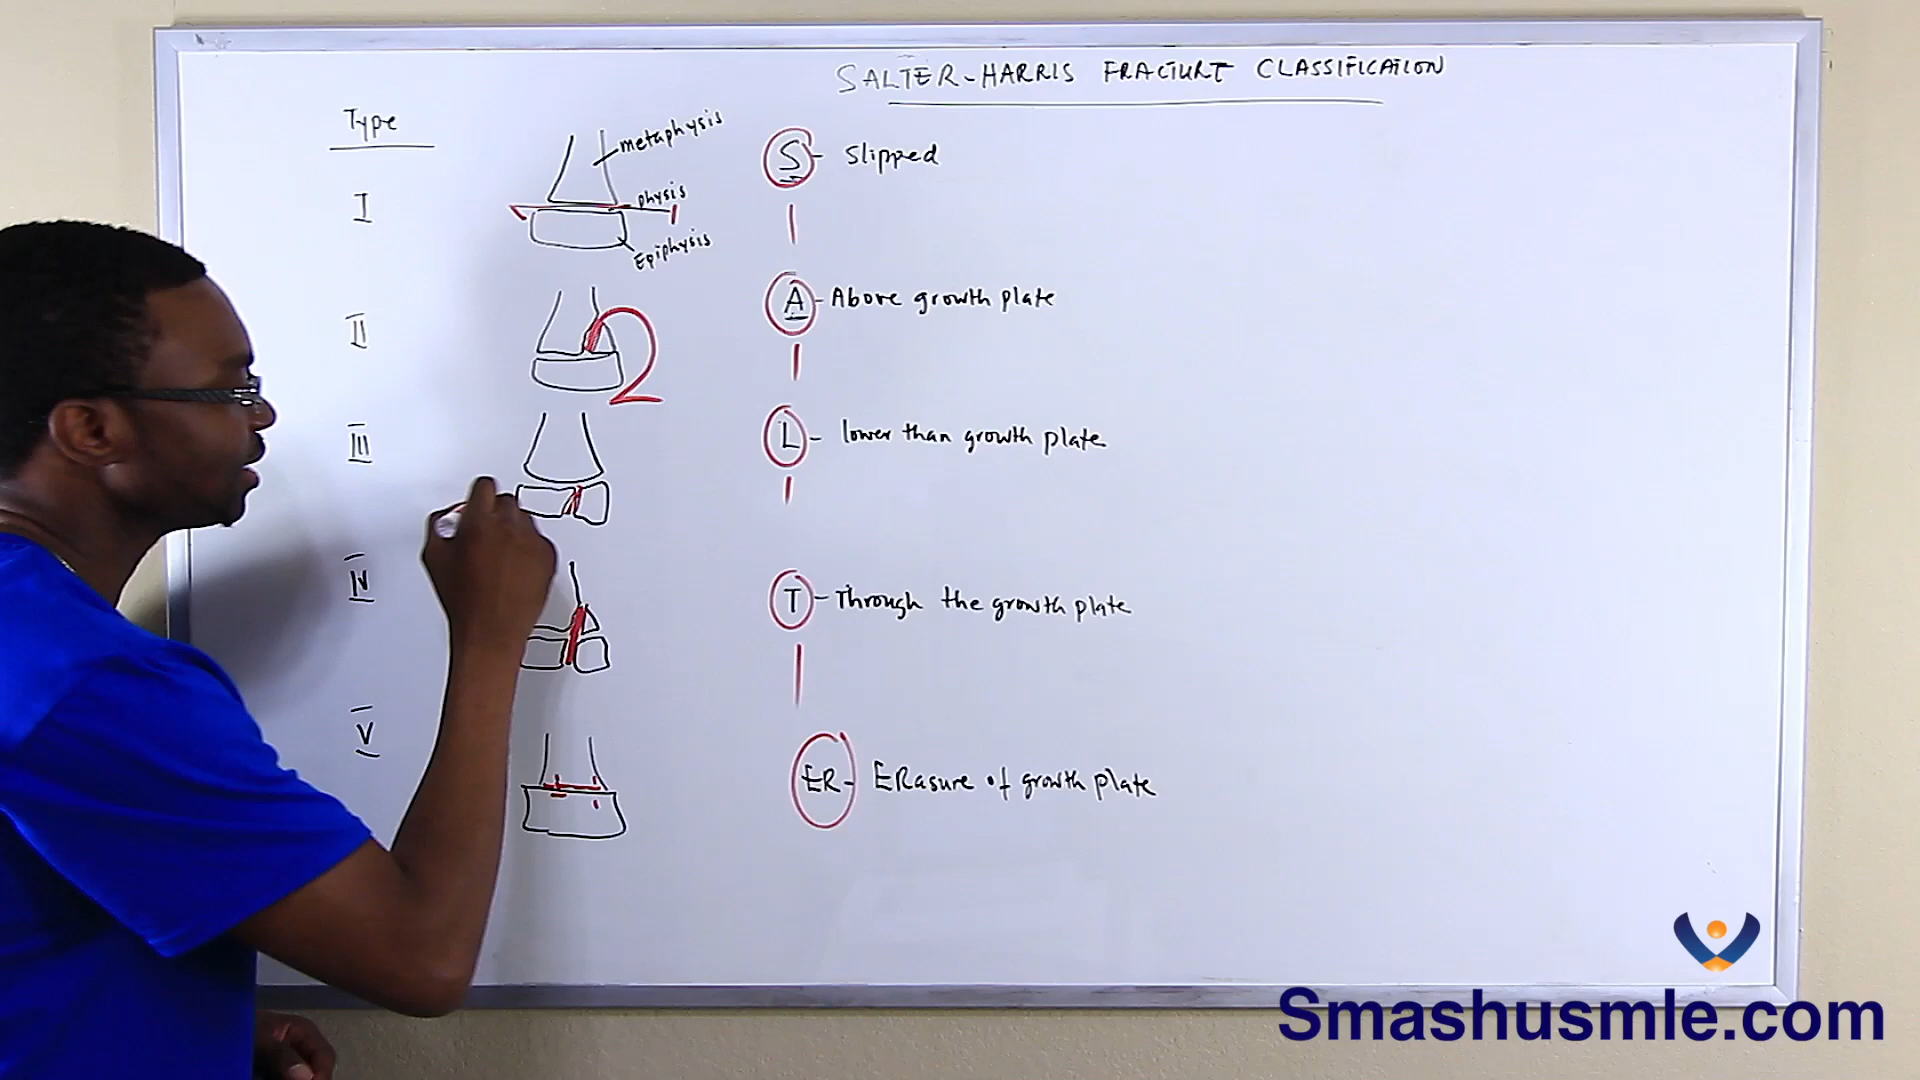 SALTER-HARRIS FRACTURE CLASSIFICATION
Type
metaphysis
S - Slipped
I
physis
Epiphysis
II
2
A - Above growth plate
III
L - lower than growth plate
IV
T - Through the growth plate
V
ER - ERasure of growth plate
Smashusmle.com